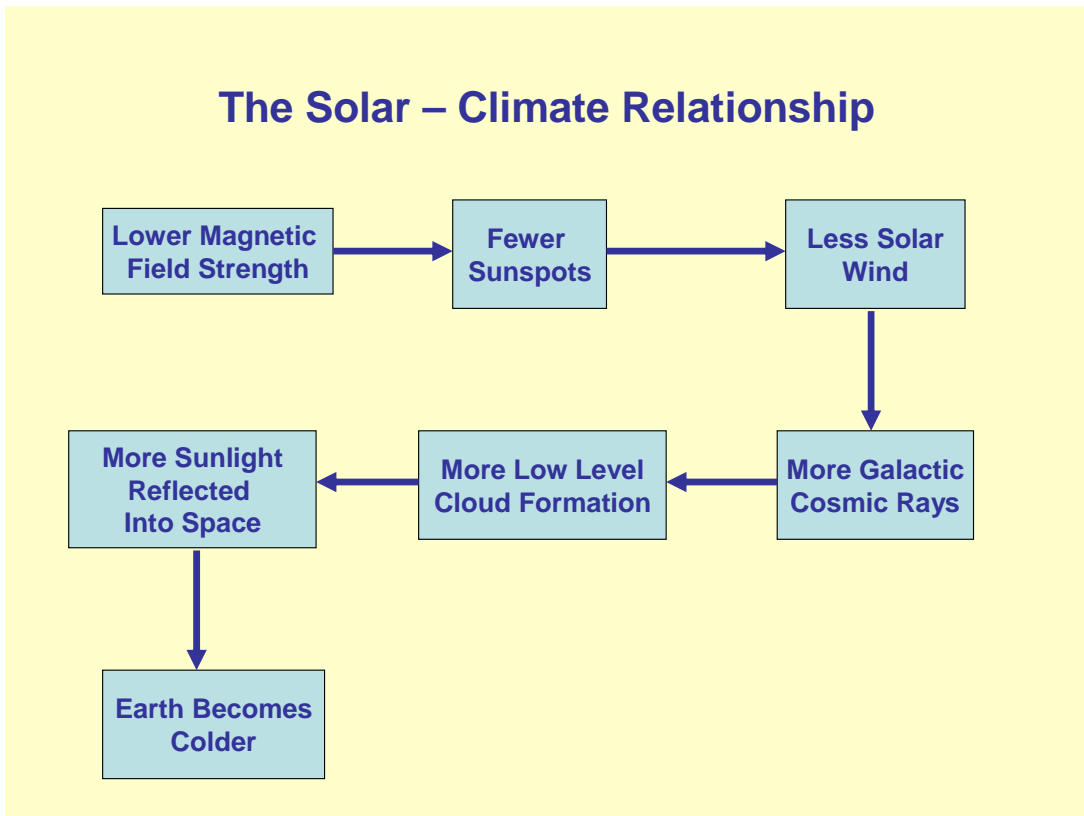 The Solar – Climate Relationship
Lower Magnetic
Field Strength
Fewer
Sunspots
Less Solar
Wind
More Galactic
Cosmic Rays
More Low Level
Cloud Formation
More Sunlight
Reflected
Into Space
Earth Becomes
Colder